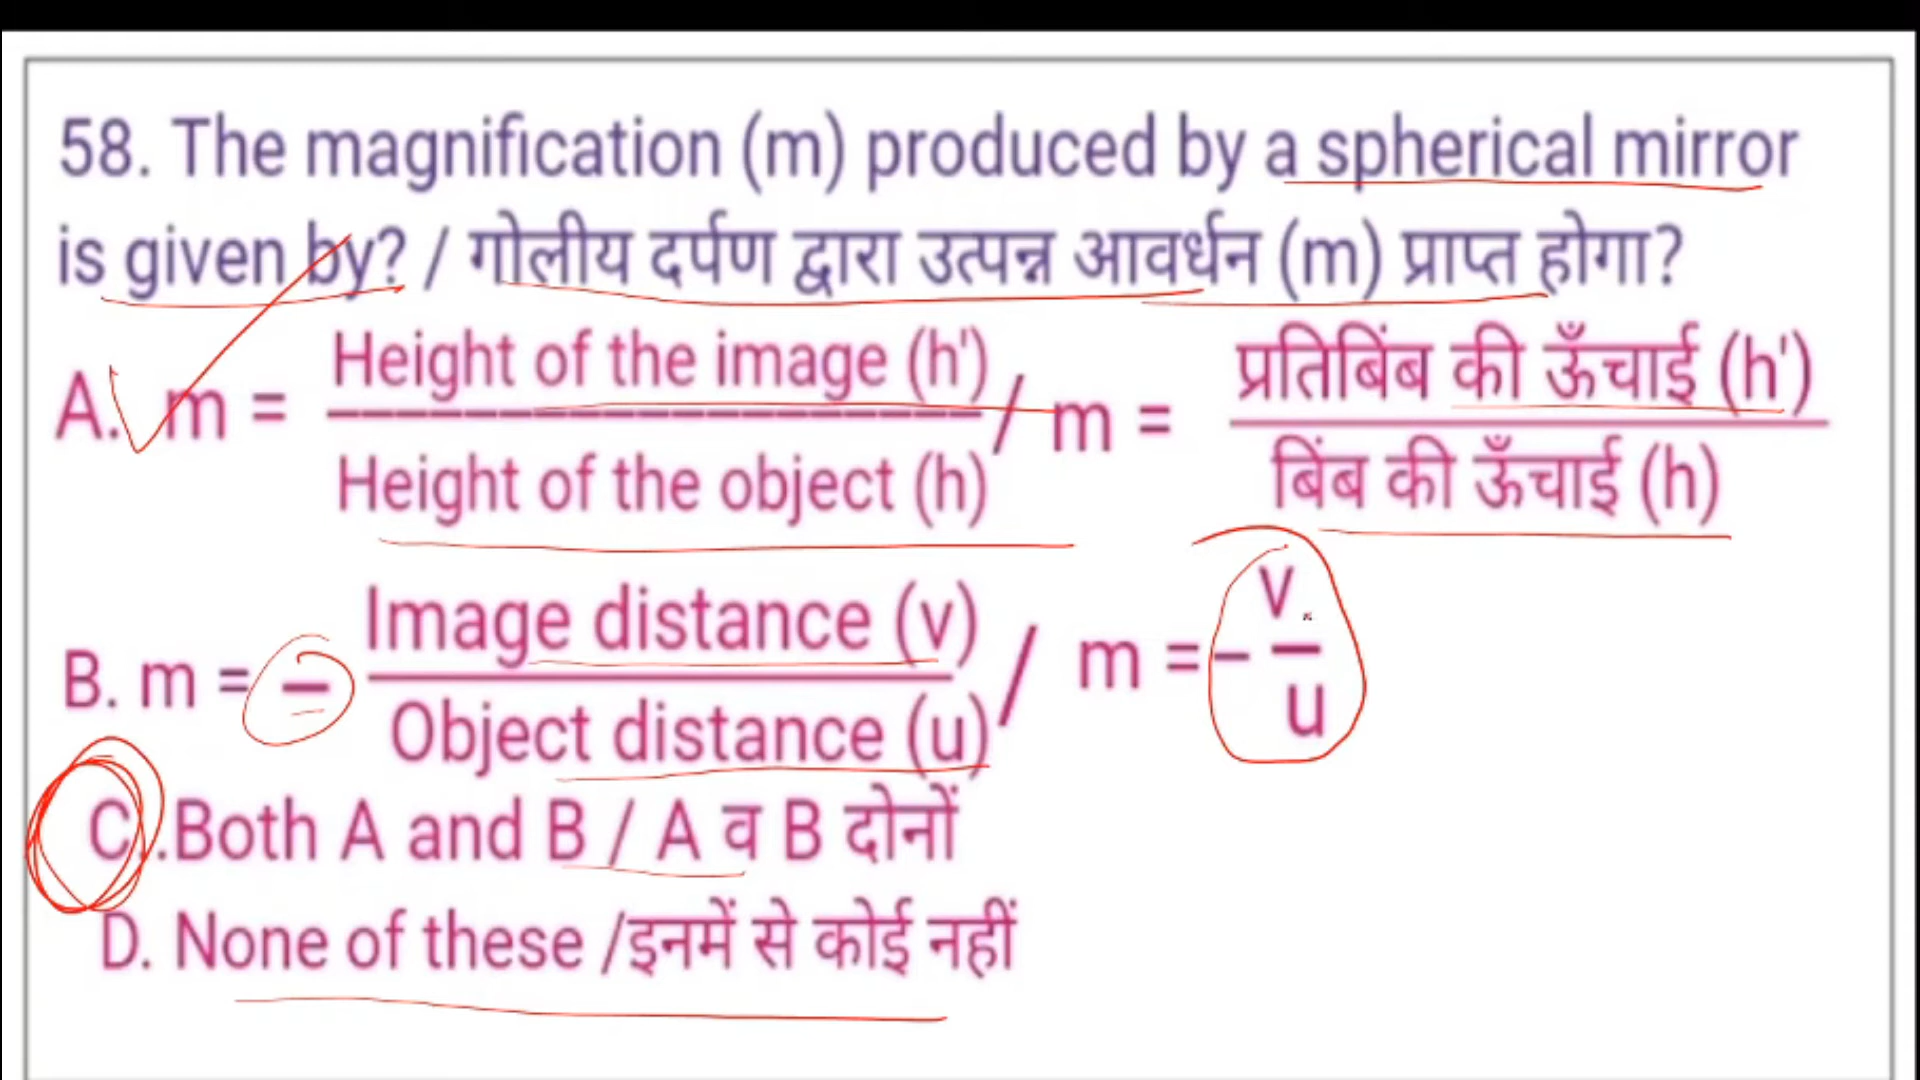 58. The magnification (m) produced by a spherical mirror
is given by? / गोलीय दर्पण द्वारा उत्पन्न आवर्धन (m) प्राप्त होगा?
Height of the image (h') / प्रतिबिंब की ऊँचाई (h')
A. m = ———————————— m =
Height of the object (h) बिंब की ऊँचाई (h)
Image distance (v) / v
B. m = – m = –
Object distance (u) u
C..Both A and B / A व B दोनों
D. None of these /इनमें से कोई नहीं